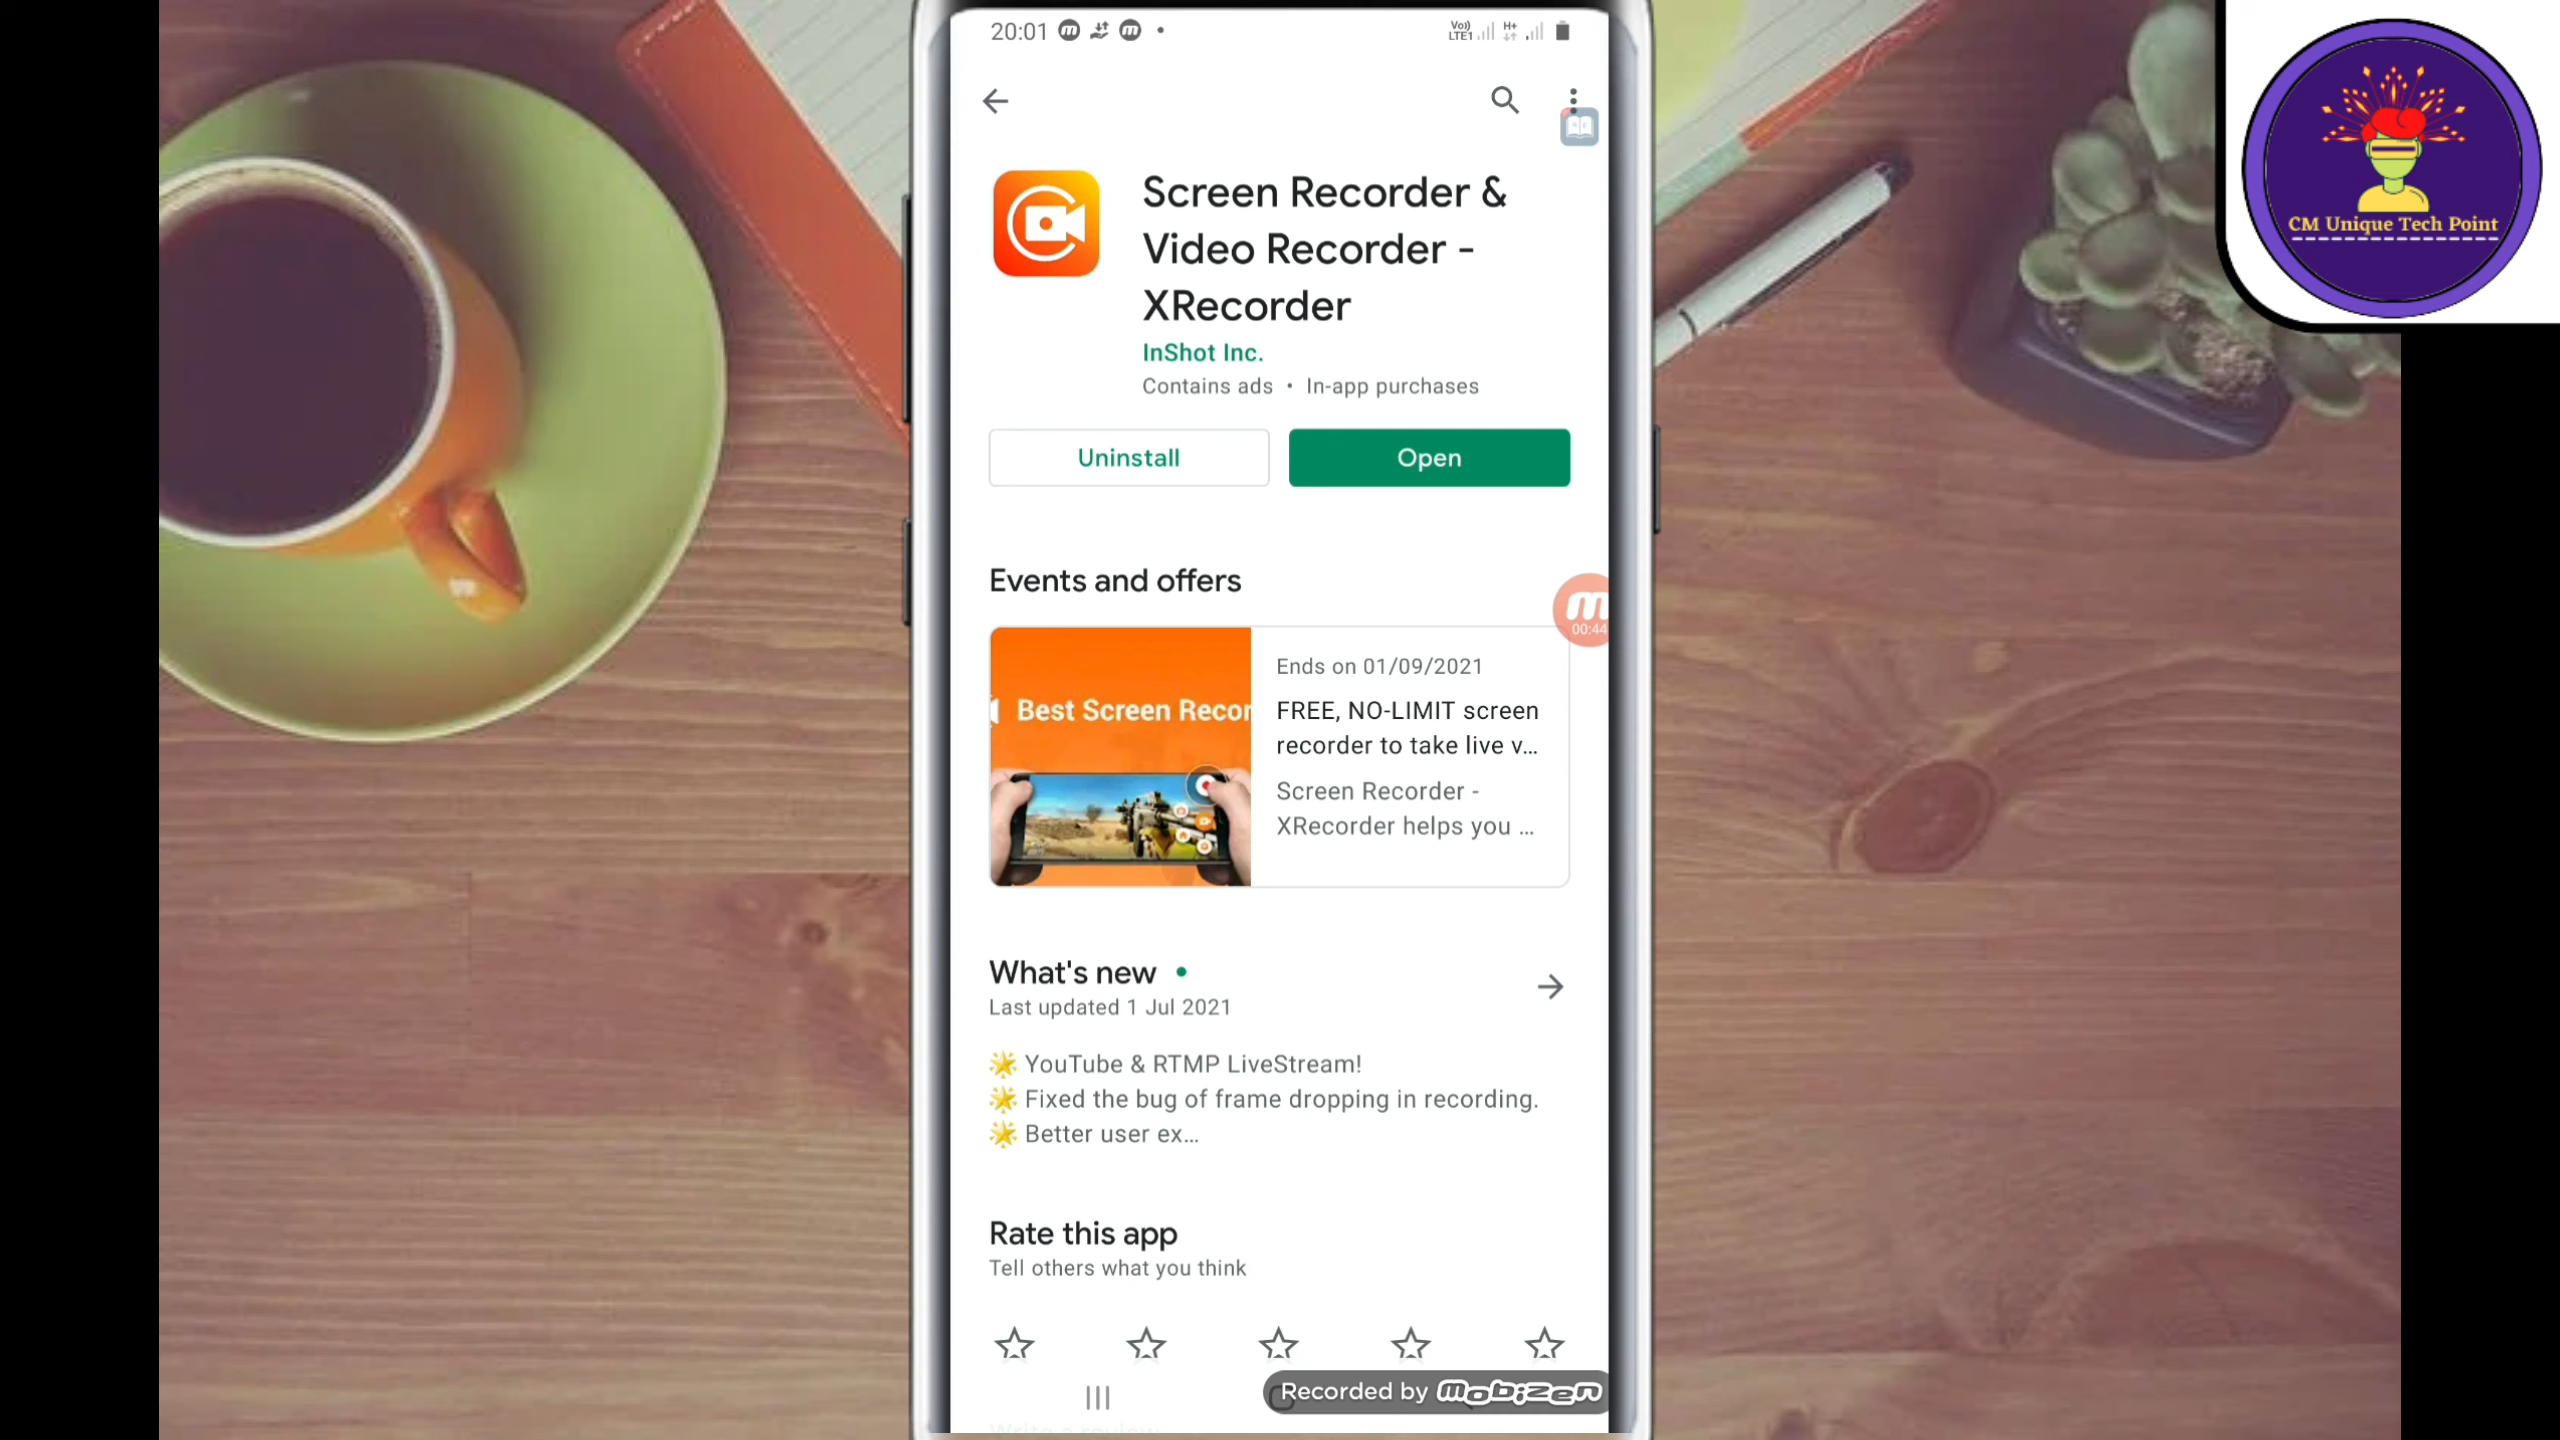 20:01
Vo)) LTE1
H+
CM Unique Tech Point
Screen Recorder &
Video Recorder -
XRecorder
InShot Inc.
Contains ads • In-app purchases
Uninstall
Open
Events and offers
00:44
Best Screen Recor
Ends on 01/09/2021
FREE, NO-LIMIT screen
recorder to take live v...
Screen Recorder -
XRecorder helps you ...
What's new
Last updated 1 Jul 2021
YouTube & RTMP LiveStream!
Fixed the bug of frame dropping in recording.
Better user ex...
Rate this app
Tell others what you think
Recorded by Mobizen
Write a review